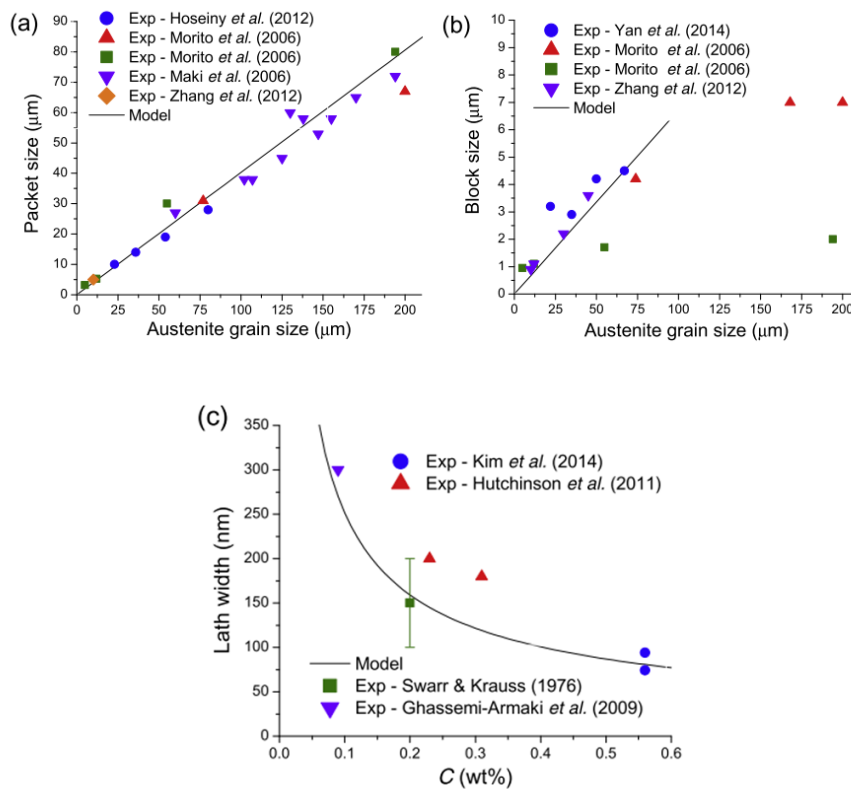 (a)
Exp - Hoseiny et al. (2012)
Exp - Morito et al. (2006)
Exp - Morito et al. (2006)
Exp - Maki et al. (2006)
Exp - Zhang et al. (2012)
Model
Packet size (μm)
90
80
70
60
50
40
30
20
10
0
0 25 50 75 100 125 150 175 200
Austenite grain size (μm)
(b)
Exp - Yan et al. (2014)
Exp - Morito et al. (2006)
Exp - Morito et al. (2006)
Exp - Zhang et al. (2012)
Model
Block size (μm)
10
9
8
7
6
5
4
3
2
1
0
0 25 50 75 100 125 150 175 200
Austenite grain size (μm)
(c)
Exp - Kim et al. (2014)
Exp - Hutchinson et al. (2011)
Lath width (nm)
350
300
250
200
150
100
50
0
Model
Exp - Swarr & Krauss (1976)
Exp - Ghassemi-Armaki et al. (2009)
0.0 0.1 0.2 0.3 0.4 0.5 0.6
C (wt%)